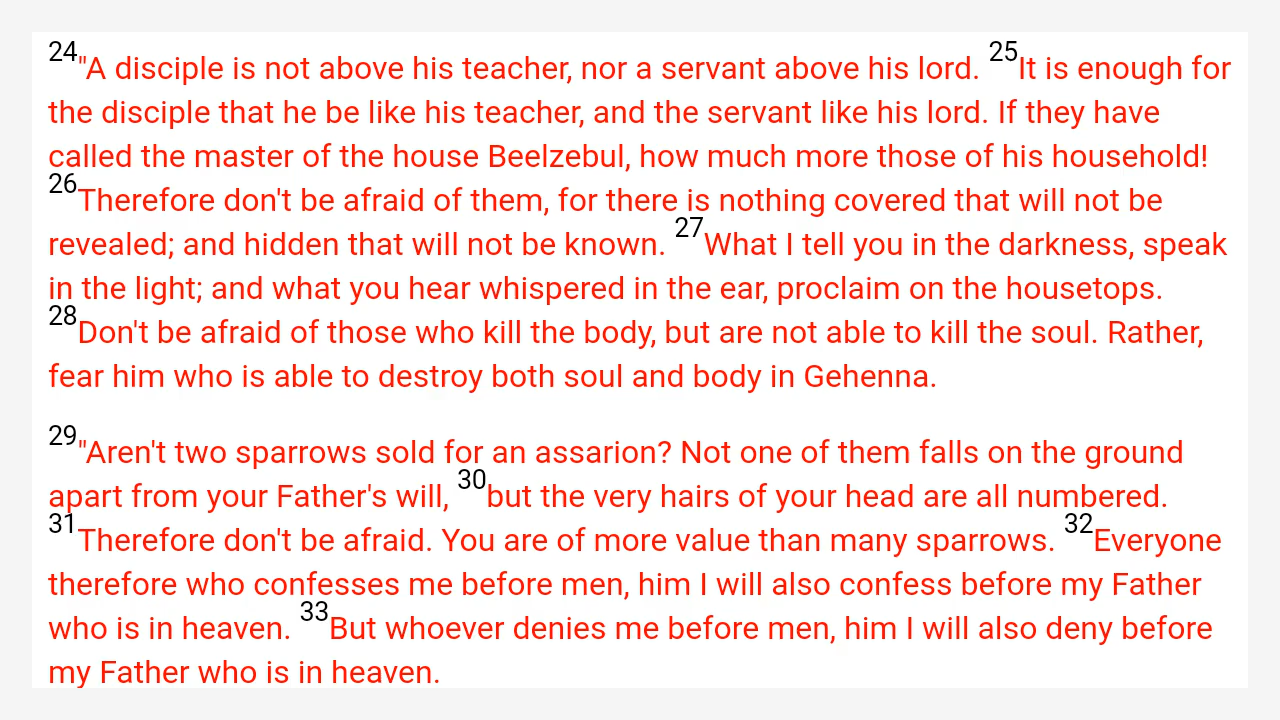 24"A disciple is not above his teacher, nor a servant above his lord. 25It is enough for
the disciple that he be like his teacher, and the servant like his lord. If they have
called the master of the house Beelzebul, how much more those of his household!
26Therefore don't be afraid of them, for there is nothing covered that will not be
revealed; and hidden that will not be known. 27What I tell you in the darkness, speak
in the light; and what you hear whispered in the ear, proclaim on the housetops.
28Don't be afraid of those who kill the body, but are not able to kill the soul. Rather,
fear him who is able to destroy both soul and body in Gehenna.
29"Aren't two sparrows sold for an assarion? Not one of them falls on the ground
apart from your Father's will, 30but the very hairs of your head are all numbered.
31Therefore don't be afraid. You are of more value than many sparrows. 32Everyone
therefore who confesses me before men, him I will also confess before my Father
who is in heaven. 33But whoever denies me before men, him I will also deny before
my Father who is in heaven.